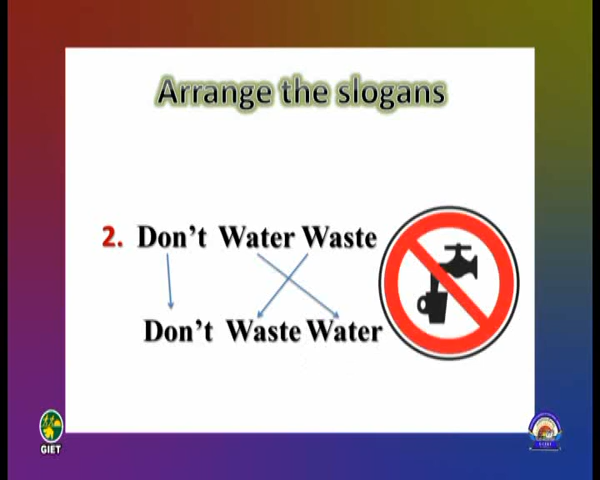 Arrange the slogans
2. Don't Water Waste
Don't Waste Water
GIET